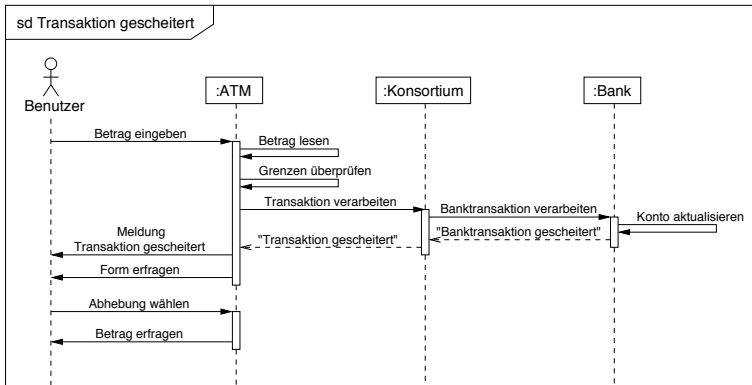 sd Transaktion gescheitert
Benutzer
:ATM
:Konsortium
:Bank
Betrag eingeben
Betrag lesen
Grenzen überprüfen
Transaktion verarbeiten
Banktransaktion verarbeiten
Konto aktualisieren
"Banktransaktion gescheitert"
"Transaktion gescheitert"
Meldung
Transaktion gescheitert
Form erfragen
Abhebung wählen
Betrag erfragen